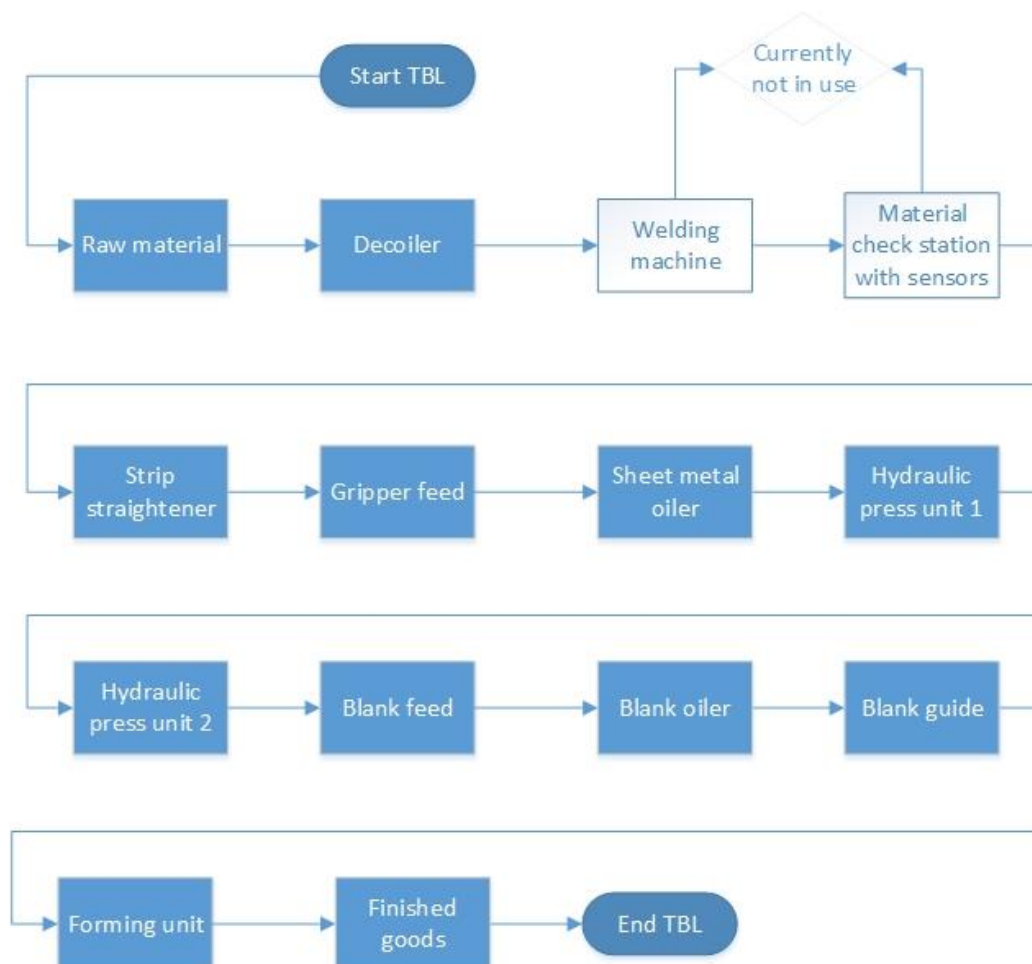 Start TBL
Currently
not in use
Raw material
Decoiler
Welding
machine
Material
check station
with sensors
Strip
straightener
Gripper feed
Sheet metal
oiler
Hydraulic
press unit 1
Hydraulic
press unit 2
Blank feed
Blank oiler
Blank guide
Forming unit
Finished
goods
End TBL